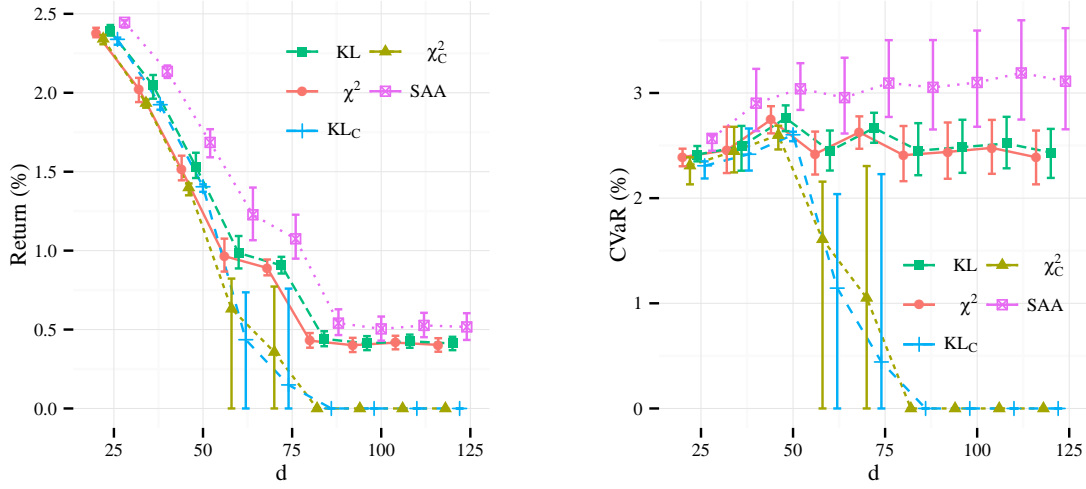 2.5
2.0
1.5
1.0
0.5
0.0
Return (%)
25 50 75 100 125
d
KL χ²_C
χ² SAA
KL_C
3
2
1
0
CVaR (%)
25 50 75 100 125
d
KL χ²_C
χ² SAA
KL_C